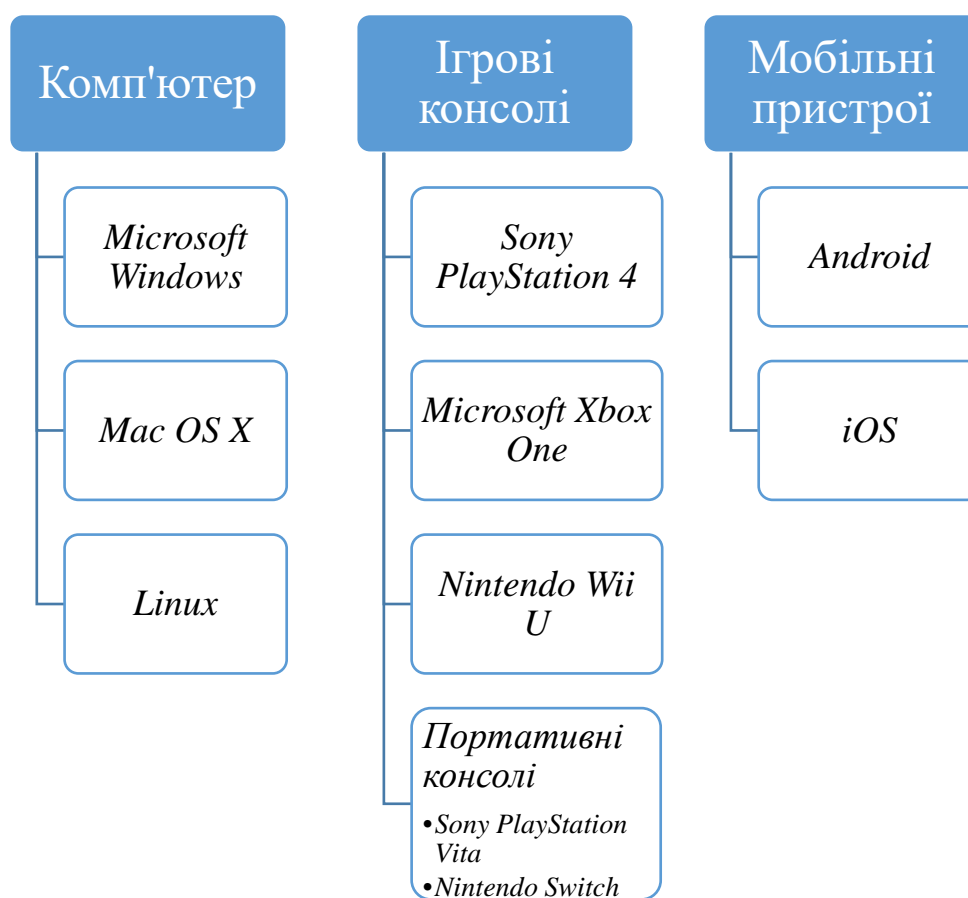 Комп'ютер
Microsoft
Windows
Mac OS X
Linux
Ігрові
консолі
Sony
PlayStation 4
Microsoft Xbox
One
Nintendo Wii
U
Портативні
консолі
•Sony PlayStation
Vita
•Nintendo Switch
Мобільні
пристрої
Android
iOS